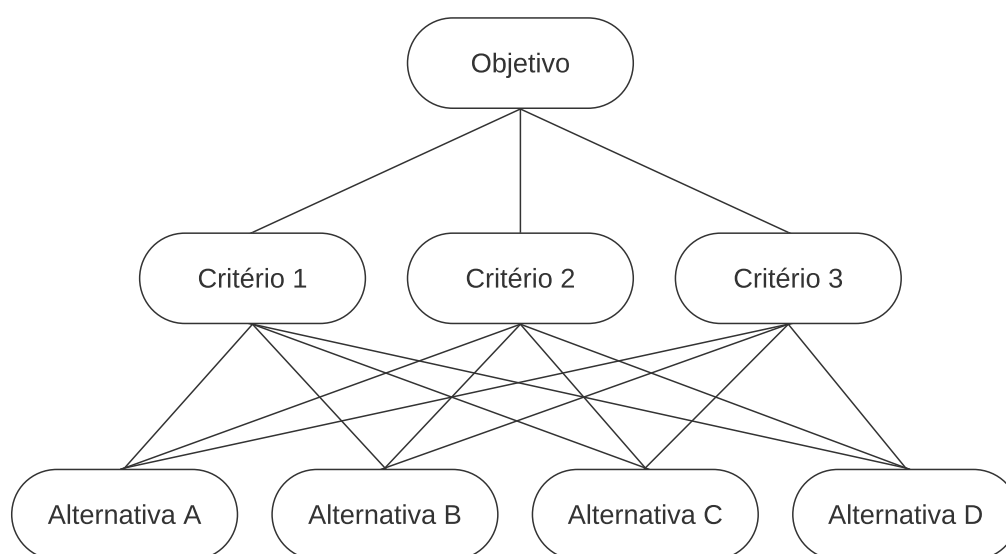 Objetivo
Critério 1
Critério 2
Critério 3
Alternativa A
Alternativa B
Alternativa C
Alternativa D